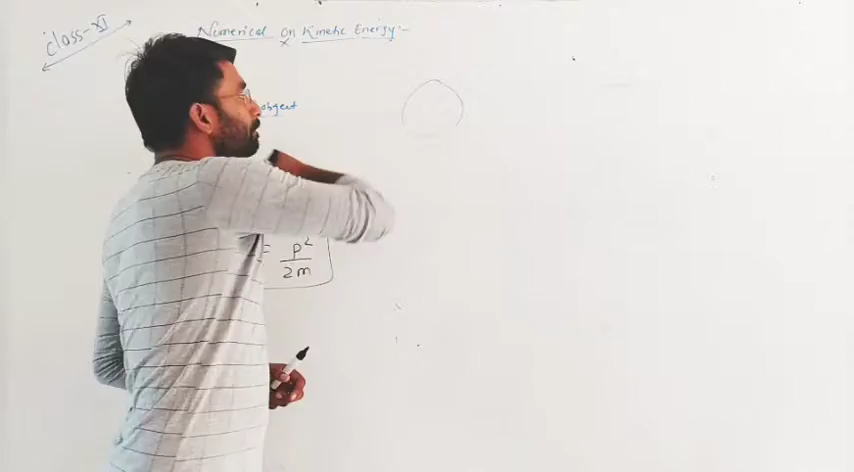 class-XI
Numerical on Kinetic Energy:-
object
= p²/2m